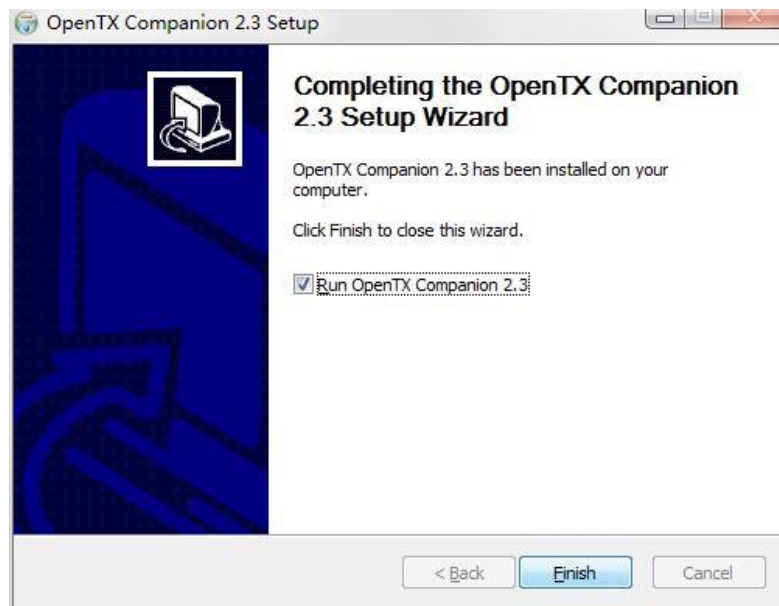 OpenTX Companion 2.3 Setup
Completing the OpenTX Companion
2.3 Setup Wizard
OpenTX Companion 2.3 has been installed on your
computer.
Click Finish to close this wizard.
Run OpenTX Companion 2.3
< Back
Finish
Cancel